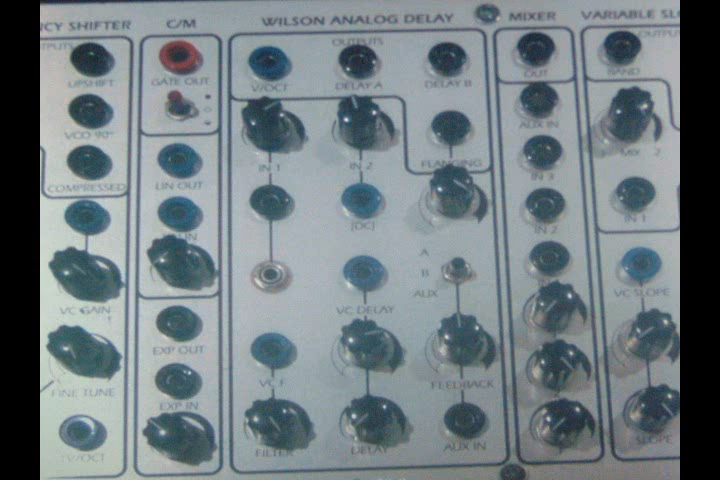 CY SHIFTER
UPSHIFT
VCO 90°
COMPRESSED
VC GAIN
FINE TUNE
1V/OCT
C/M
GATE OUT
LIN OUT
IN
EXP OUT
EXP IN
WILSON ANALOG DELAY
OUTPUTS
V/OCT
DELAY A
DELAY B
IN 1
IN 2
FLANGING
[DC]
A
B
AUX
VC DELAY
VC F
FEEDBACK
FILTER
DELAY
AUX IN
MIXER
OUT
AUX IN
IN 3
IN 2
VARIABLE SL
OUTPU
BAND
MIX 2
IN 1
VC SLOPE
SLOPE